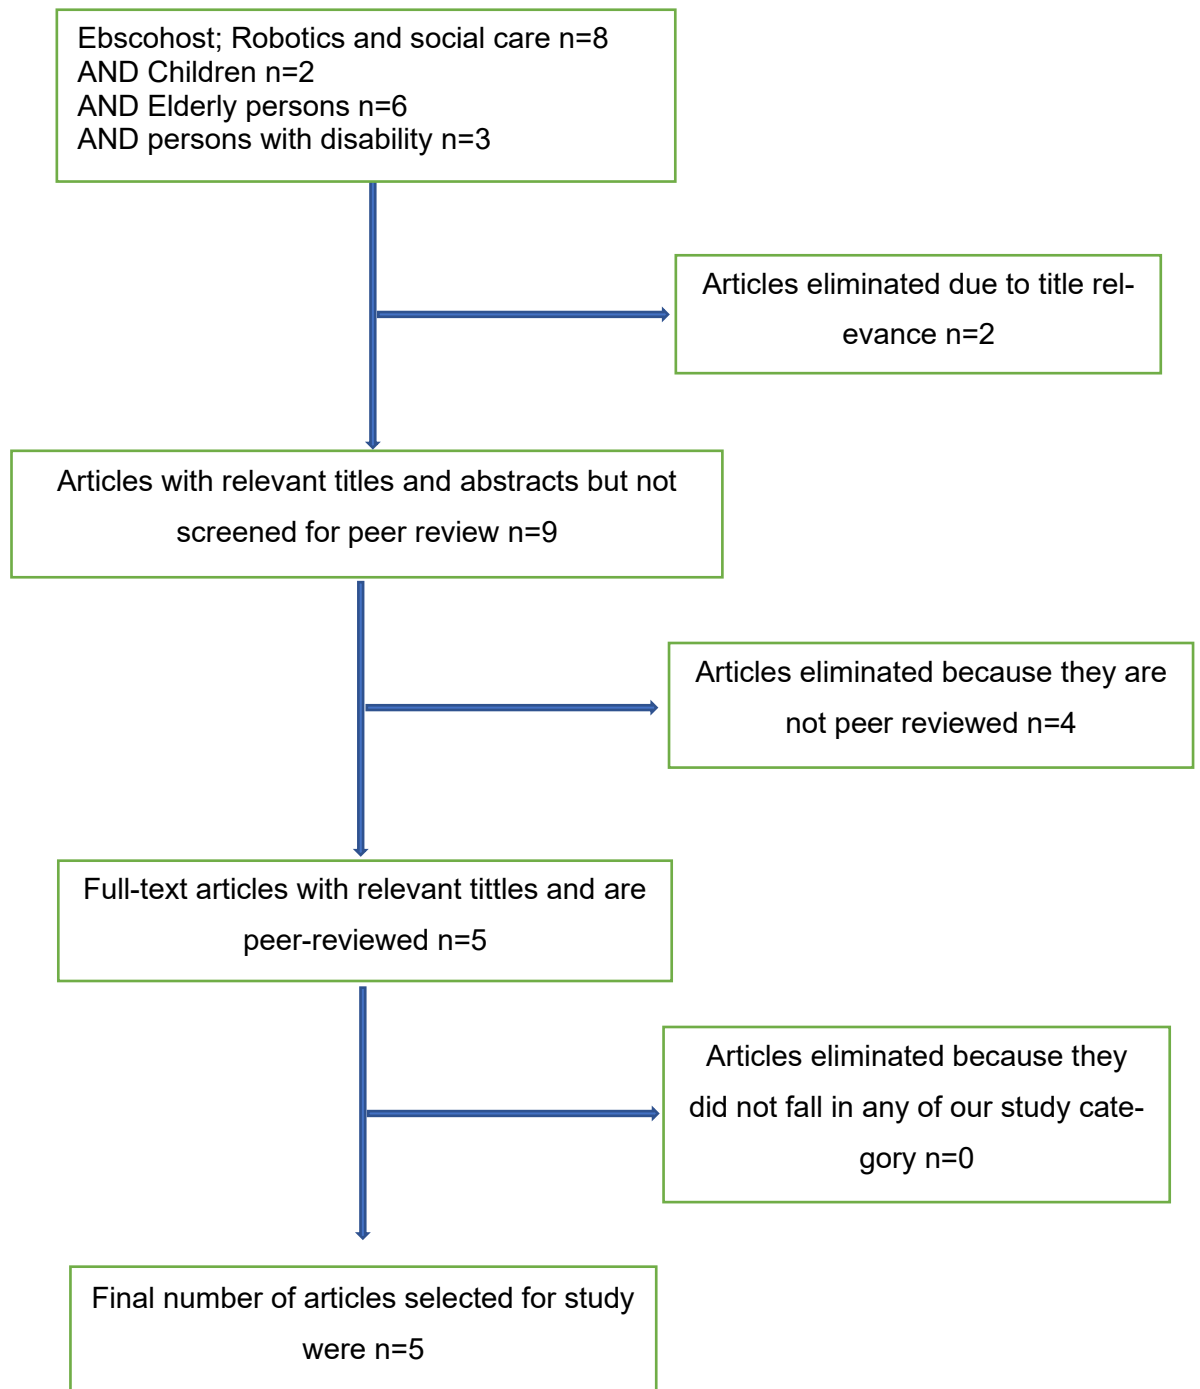 Ebscohost; Robotics and social care n=8
AND Children n=2
AND Elderly persons n=6
AND persons with disability n=3
Articles eliminated due to title rel-
evance n=2
Articles with relevant titles and abstracts but not
screened for peer review n=9
Articles eliminated because they are
not peer reviewed n=4
Full-text articles with relevant tittles and are
peer-reviewed n=5
Articles eliminated because they
did not fall in any of our study cate-
gory n=0
Final number of articles selected for study
were n=5